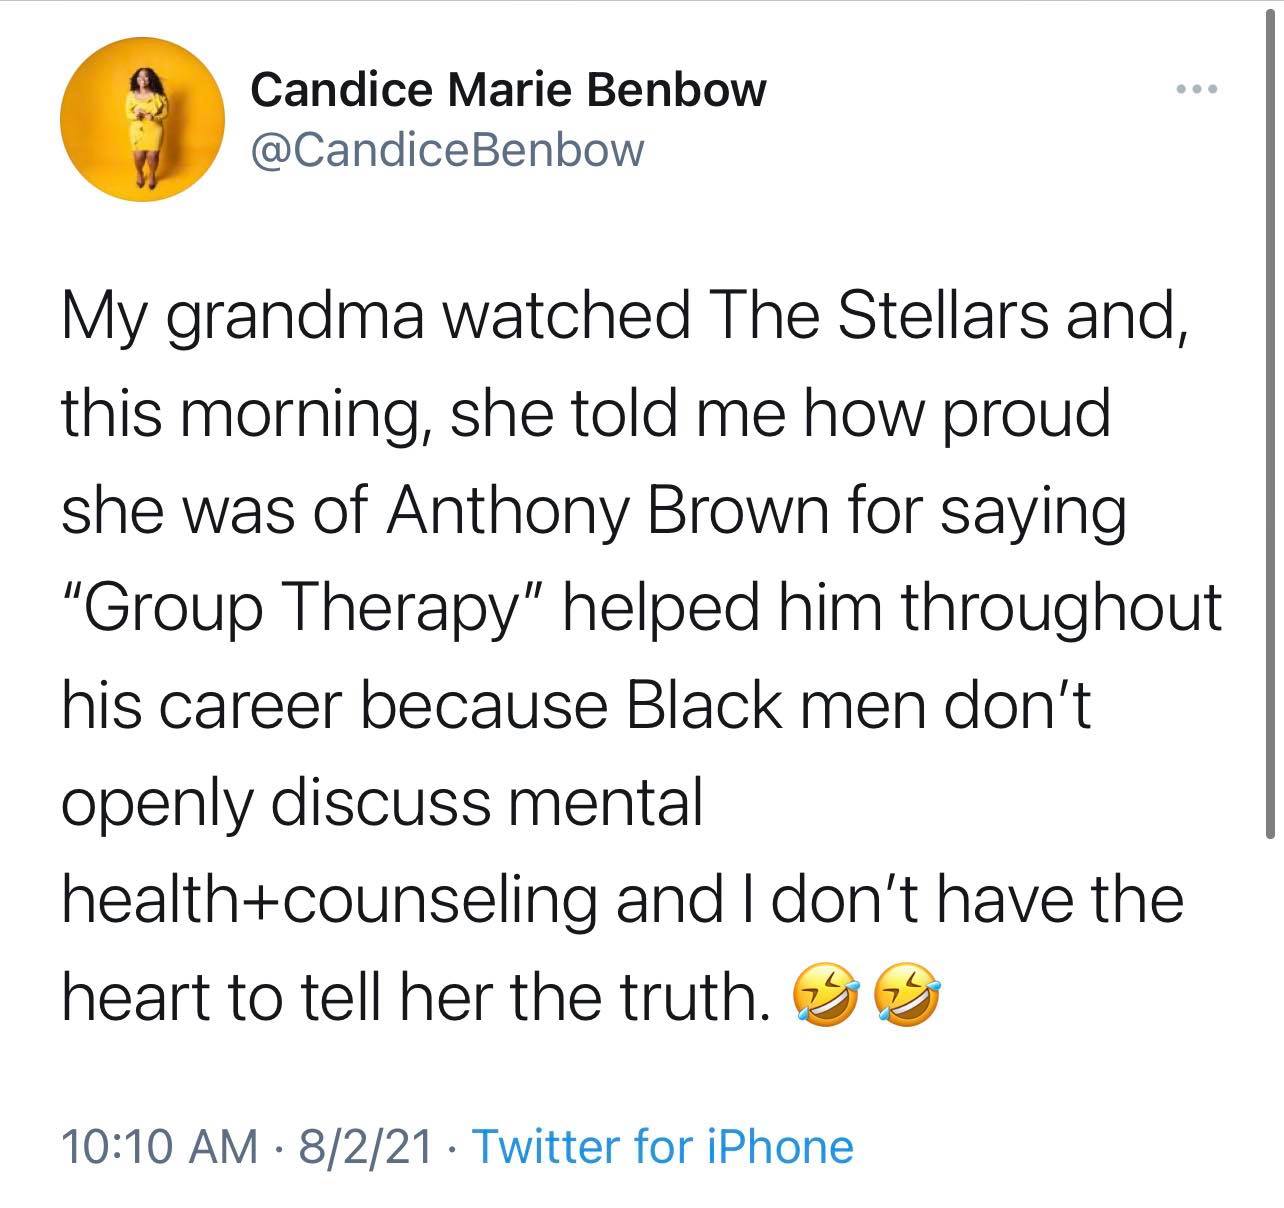 Candice Marie Benbow
@CandiceBenbow
My grandma watched The Stellars and,
this morning, she told me how proud
she was of Anthony Brown for saying
“Group Therapy” helped him throughout
his career because Black men don’t
openly discuss mental
health+counseling and I don’t have the
heart to tell her the truth. 🤣🤣
10:10 AM · 8/2/21 · Twitter for iPhone